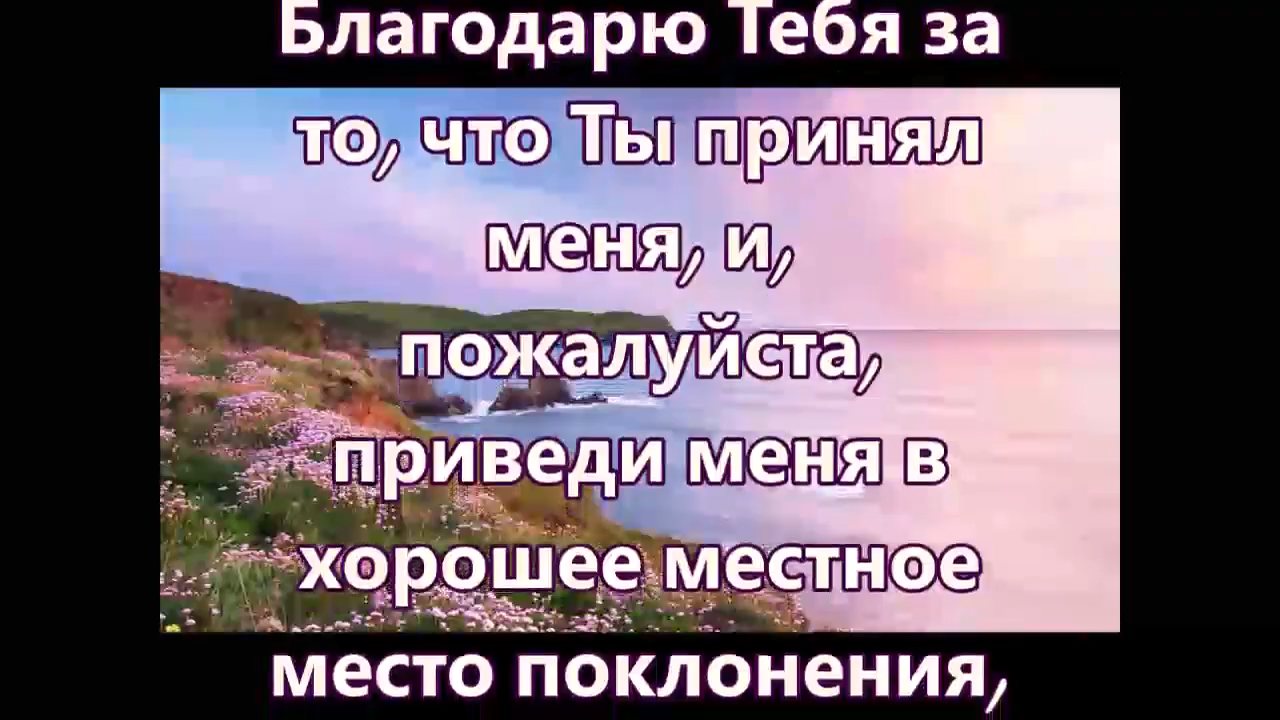 Благодарю Тебя за
то, что Ты принял
меня, и,
пожалуйста,
приведи меня в
хорошее местное
место поклонения,